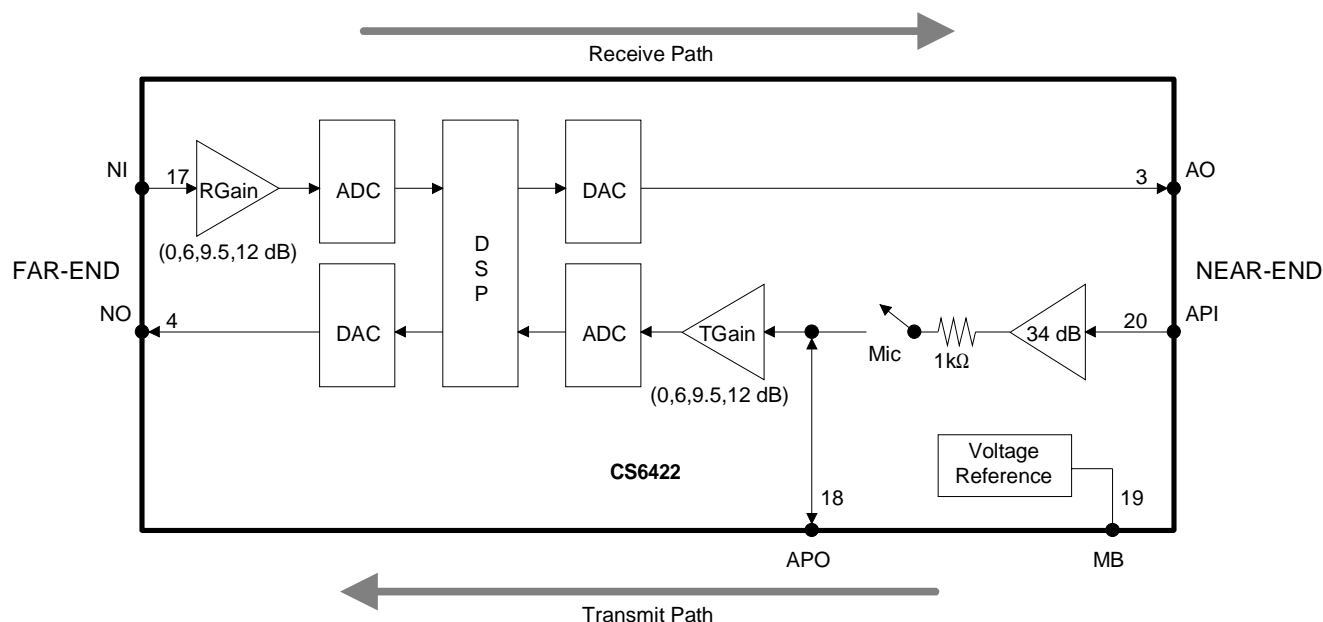 Receive Path
NI
17
RGain
ADC
DAC
3
AO
(0,6,9.5,12 dB)
D
S
P
FAR-END
NEAR-END
NO
4
DAC
ADC
TGain
Mic
1kΩ
34 dB
20
API
(0,6,9.5,12 dB)
Voltage
Reference
CS6422
18
19
APO
MB
Transmit Path